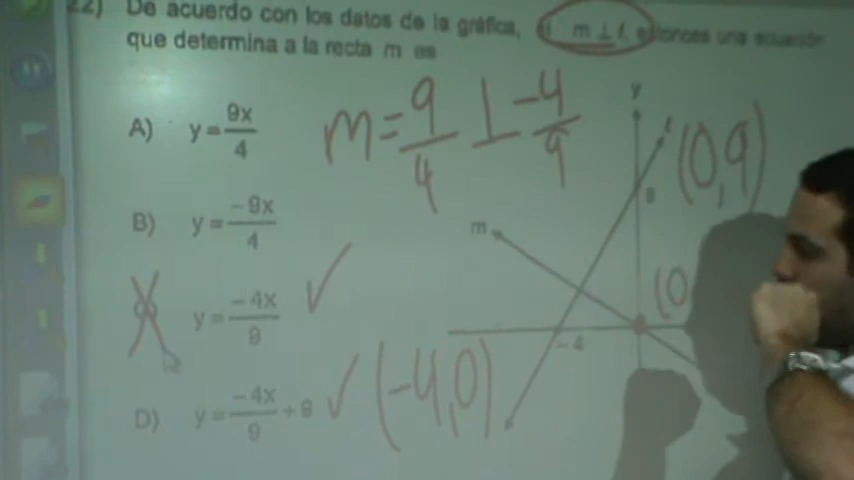 22) De acuerdo con los datos de la gráfica, si m ⊥ ℓ, entonces una ecuación
que determina a la recta m es
A) y = 9x/4
m = 9/4 ⊥ -4/9
B) y = -9x/4
y = -4x/9
D) y = -4x/9 + 9
y
ℓ
(0,9)
9
m
(0
-4
(-4,0)